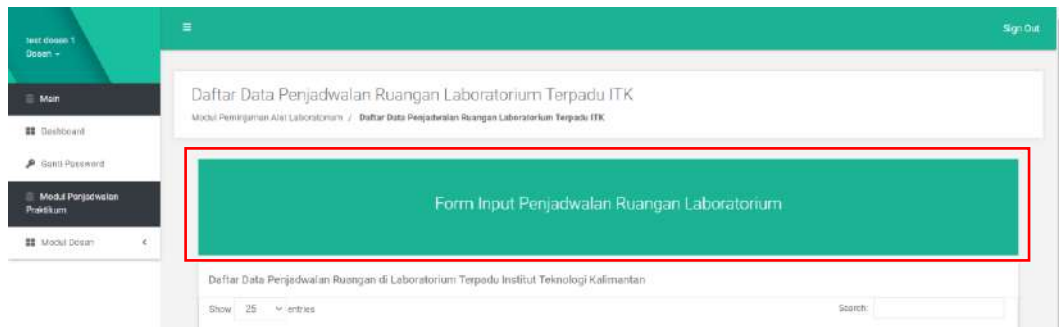 test dosen 1
Dosen
Sign Out
Main
Dashboard
Ganti Password
Modul Penjadwalan
Praktikum
Modul Dosen
Daftar Data Penjadwalan Ruangan Laboratorium Terpadu ITK
Modul Peminjaman Alat Laboratorium / Daftar Data Penjadwalan Ruangan Laboratorium Terpadu ITK
Form Input Penjadwalan Ruangan Laboratorium
Daftar Data Penjadwalan Ruangan di Laboratorium Terpadu Institut Teknologi Kalimantan
Show 25 entries
Search: